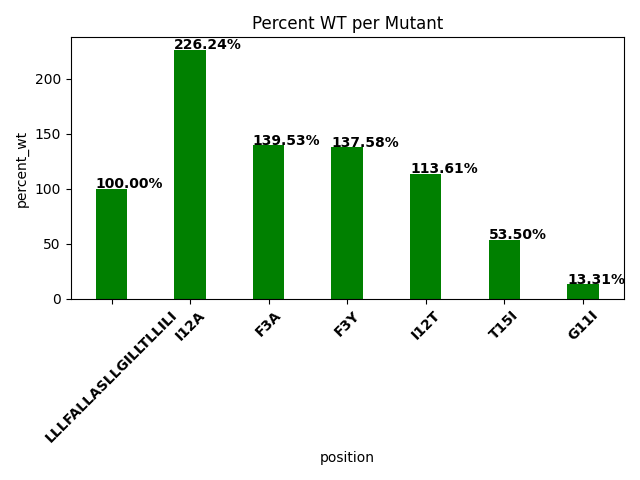 Percent WT per Mutant
percent_wt
200
150
100
50
0
100.00%
226.24%
139.53%
137.58%
113.61%
53.50%
13.31%
LLLFALLASLLGILLTLLILI
I12A
F3A
F3Y
I12T
T15I
G11I
position